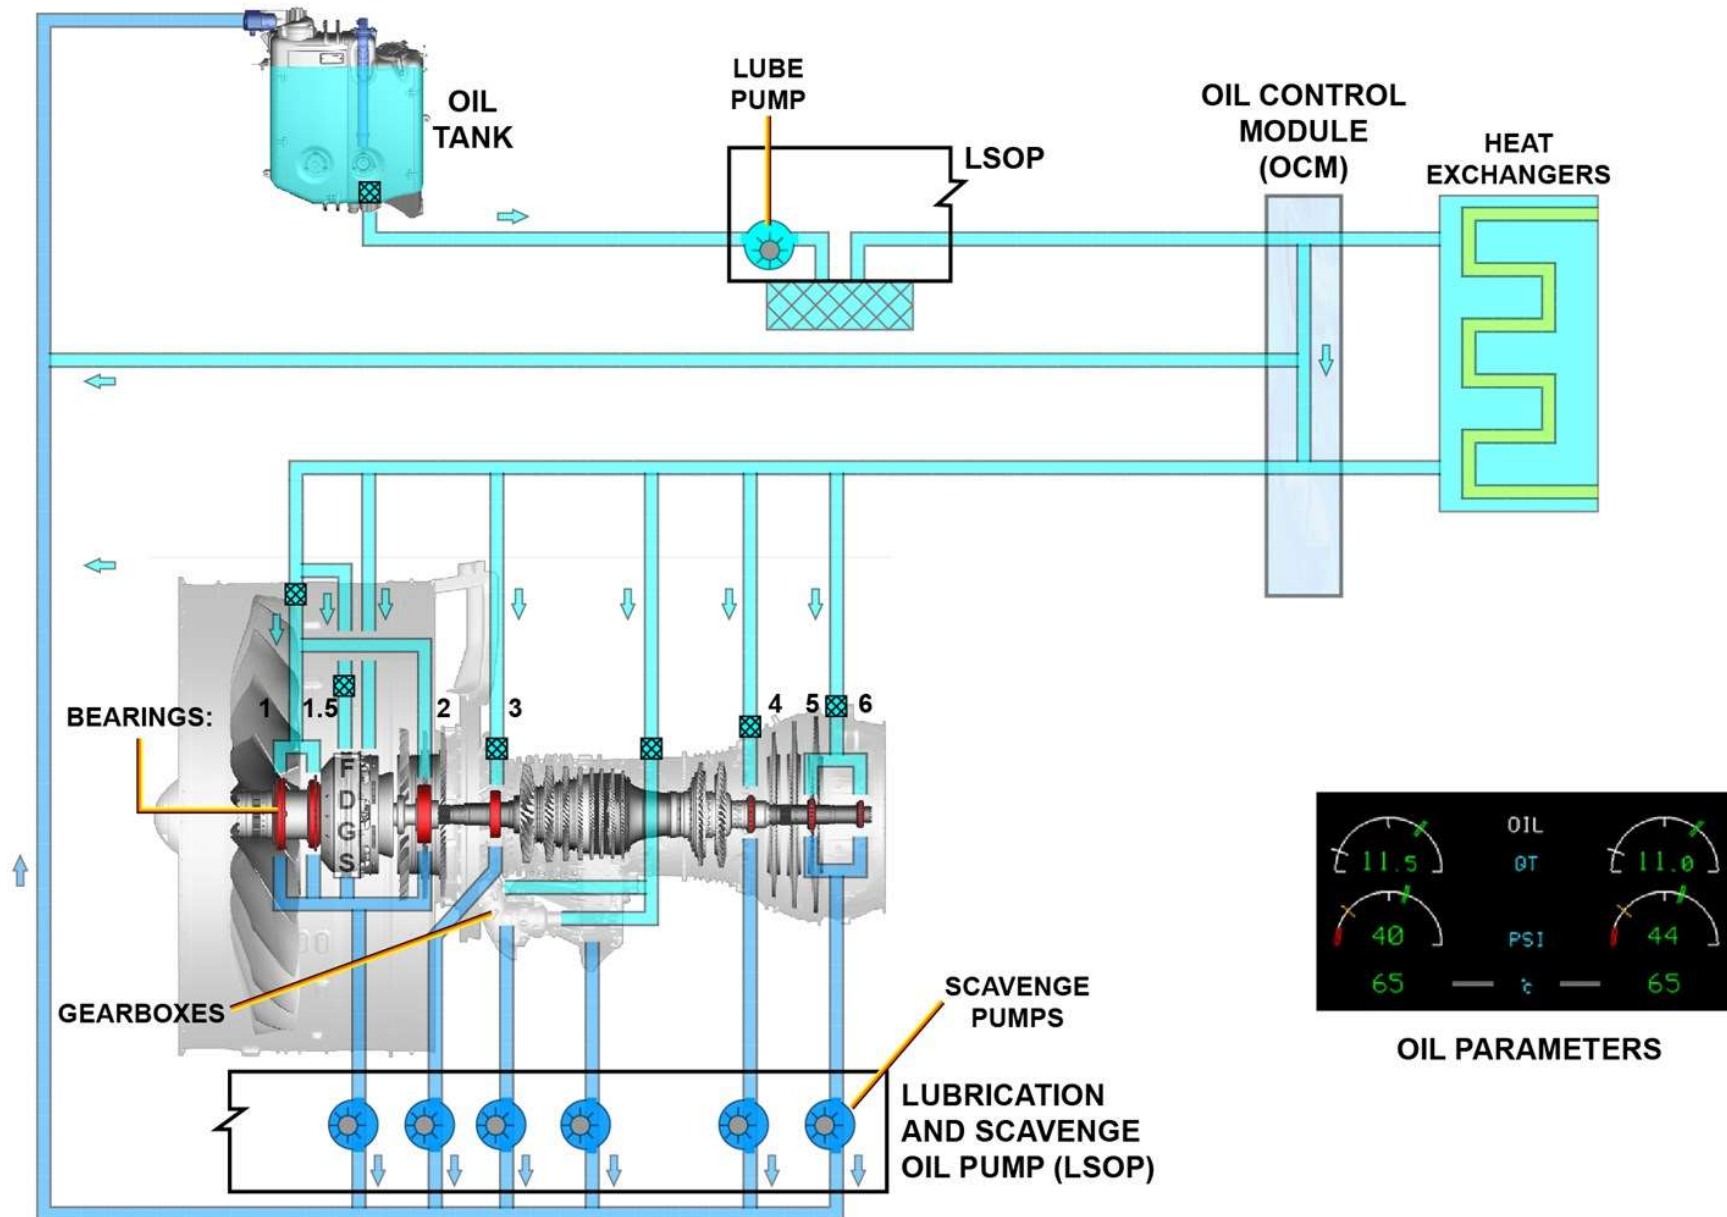 OIL
TANK
LUBE
PUMP
LSOP
OIL CONTROL
MODULE
(OCM)
HEAT
EXCHANGERS
BEARINGS:
1
1.5
2
3
4
5
6
F
D
G
S
GEARBOXES
SCAVENGE
PUMPS
LUBRICATION
AND SCAVENGE
OIL PUMP (LSOP)
OIL
11.5 QT 11.0
40 PSI 44
65 °C 65
OIL PARAMETERS